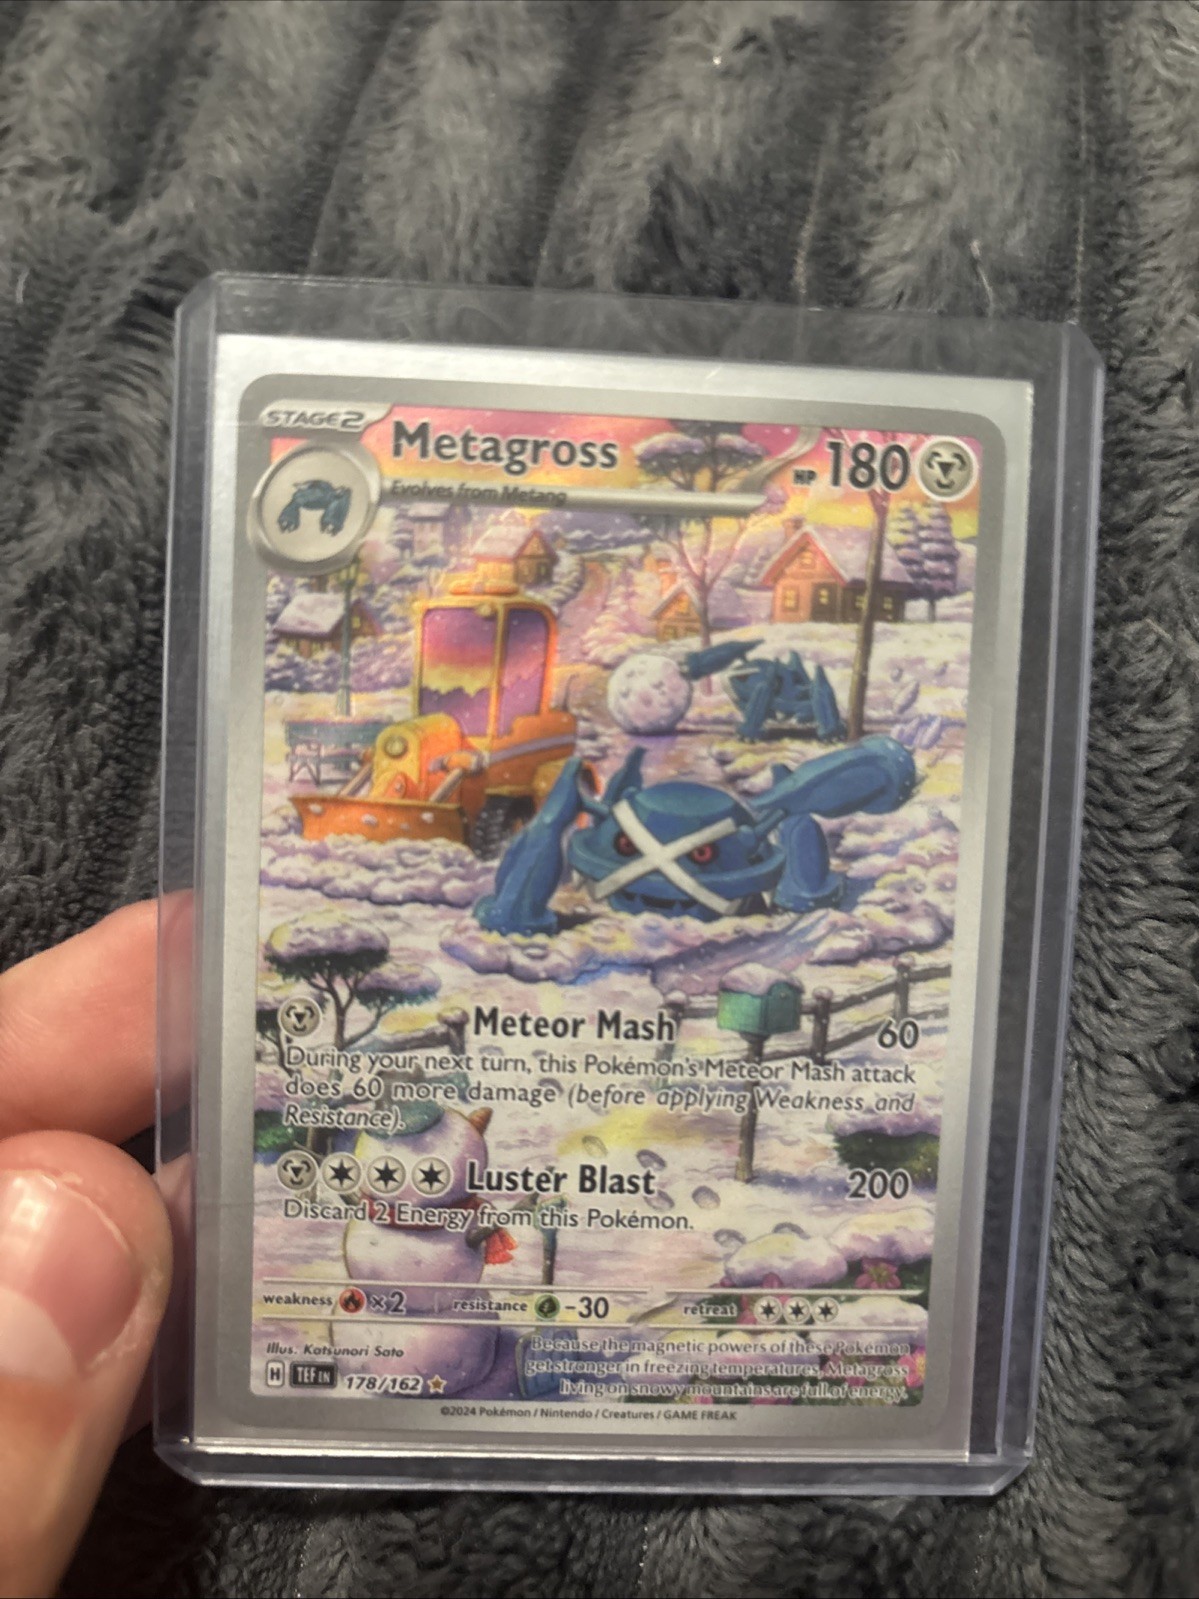 STAGE 2
Metagross
HP 180
Evolves from Metang
Meteor Mash 60
During your next turn, this Pokémon's Meteor Mash attack
does 60 more damage (before applying Weakness and
Resistance).
Luster Blast 200
Discard 2 Energy from this Pokémon.
weakness ×2 resistance -30 retreat
Illus. Katsunori Sato
Because the magnetic powers of these Pokémon
get stronger in freezing temperatures, Metagross
living on snowy mountains are full of energy.
H TEF EN 178/162
©2024 Pokémon / Nintendo / Creatures / GAME FREAK